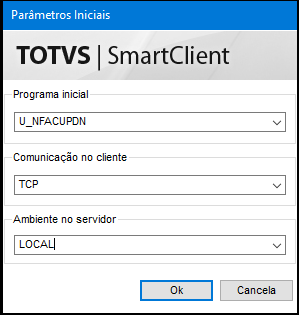 Parâmetros Iniciais
TOTVS | SmartClient
Programa inicial
U_NFACUPDN
Comunicação no cliente
TCP
Ambiente no servidor
LOCAL
Ok
Cancela